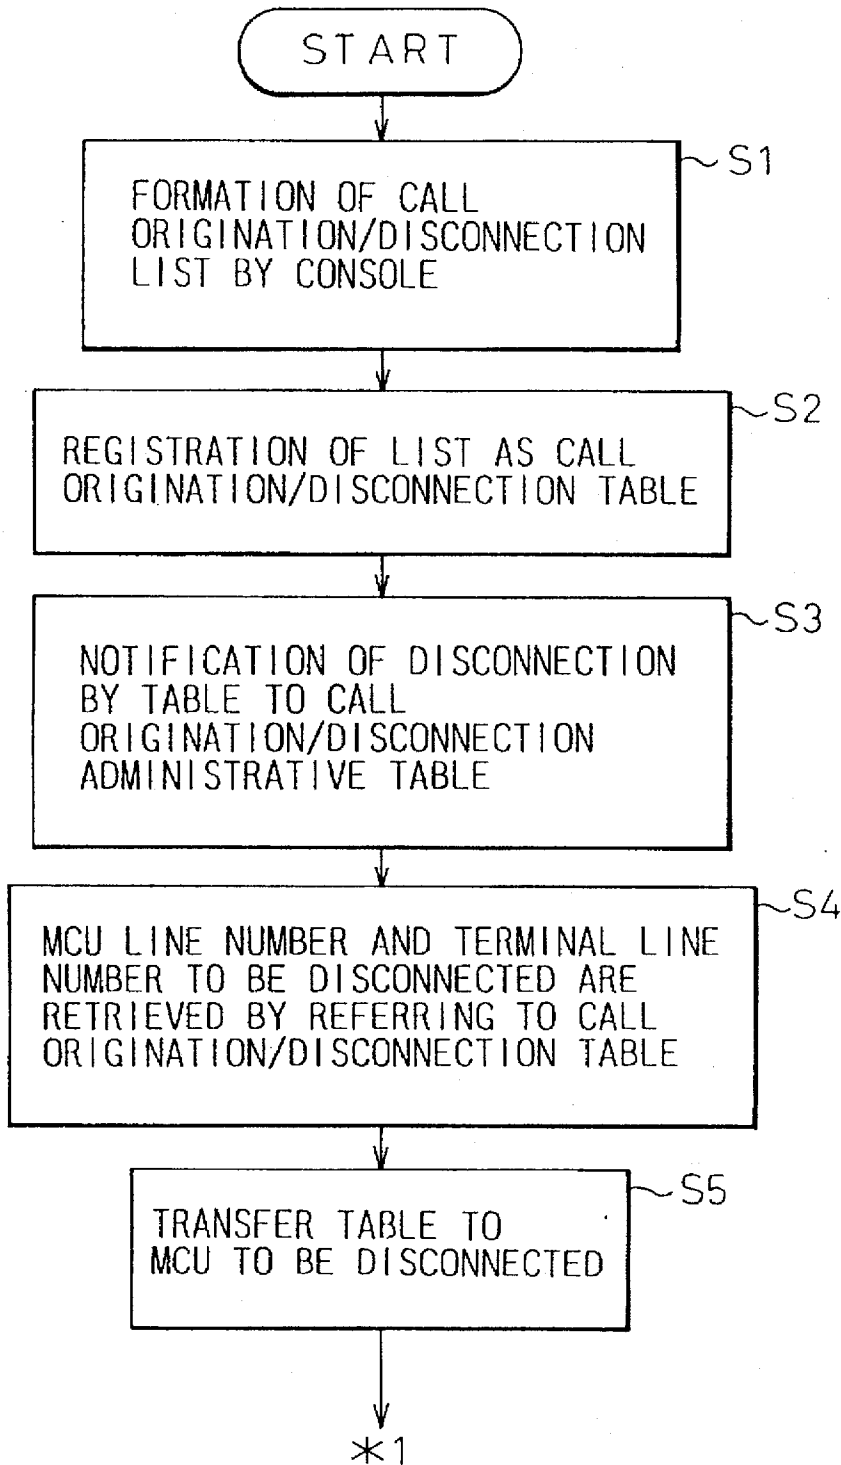 START
S1
FORMATION OF CALL
ORIGINATION/DISCONNECTION
LIST BY CONSOLE
S2
REGISTRATION OF LIST AS CALL
ORIGINATION/DISCONNECTION TABLE
S3
NOTIFICATION OF DISCONNECTION
BY TABLE TO CALL
ORIGINATION/DISCONNECTION
ADMINISTRATIVE TABLE
S4
MCU LINE NUMBER AND TERMINAL LINE
NUMBER TO BE DISCONNECTED ARE
RETRIEVED BY REFERRING TO CALL
ORIGINATION/DISCONNECTION TABLE
S5
TRANSFER TABLE TO
MCU TO BE DISCONNECTED
*1